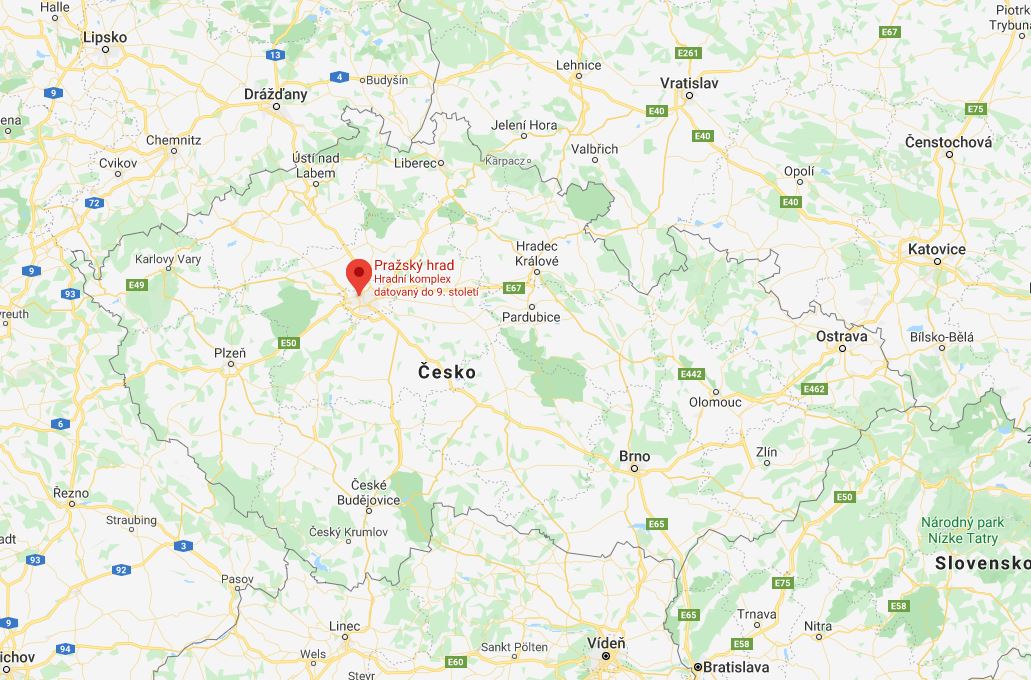 Halle
Lipsko
13
4
Budyšín
9
Drážďany
Lehnice
E261
Vratislav
E67
E40
E75
Chemnitz
Cvikov
Jelení Hora
Karpacz
Valbřich
E40
Čenstochová
Ústí nad
Labem
Liberec
Opolí
E40
72
Karlovy Vary
9
93
E49
Pražský hrad
Hradní komplex
datovaný do 9. století
Hradec
Králové
E67
Pardubice
Katovice
E50
Plzeň
Česko
Ostrava
Bílsko-Bělá
E442
Olomouc
E462
6
Brno
Zlín
Řezno
Straubing
České
Budějovice
Český Krumlov
E65
E50
Národný park
Nízke Tatry
Slovensko
93
3
92
Pasov
E75
E58
9
94
Linec
Wels
E60
Sankt Pölten
Vídeň
E65
Trnava
E58
Nitra
Bratislava